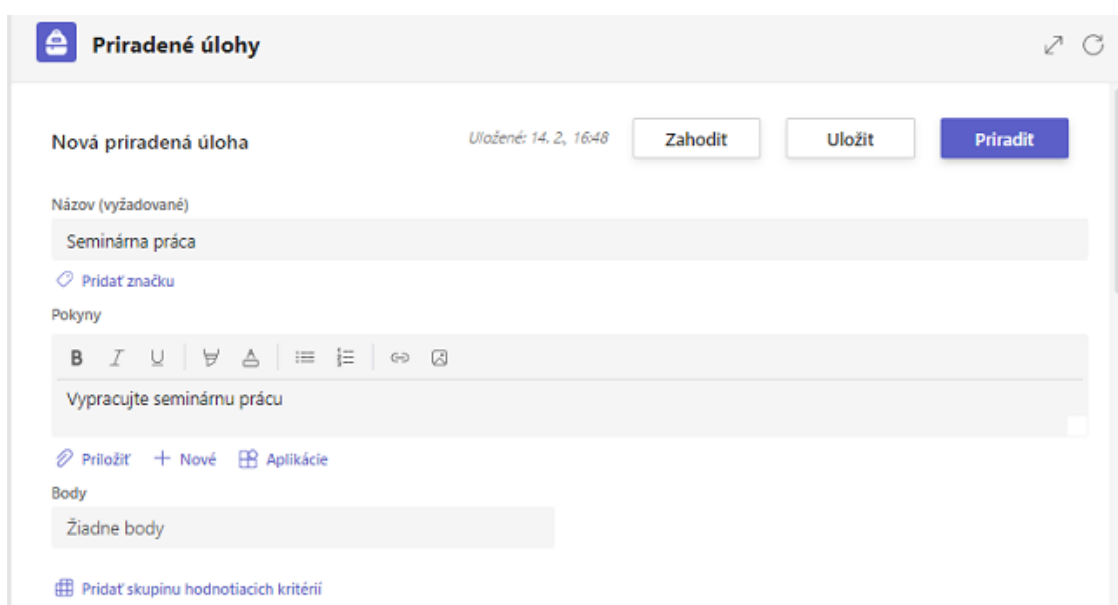 Priradené úlohy
Nová priradená úloha Uložené: 14. 2., 16:48 Zahodiť Uložiť Priradiť
Názov (vyžadované)
Seminárna práca
Pridať značku
Pokyny
B I U A
Vypracujte seminárnu prácu
Priložiť Nové Aplikácie
Body
Žiadne body
Pridať skupinu hodnotiacich kritérií